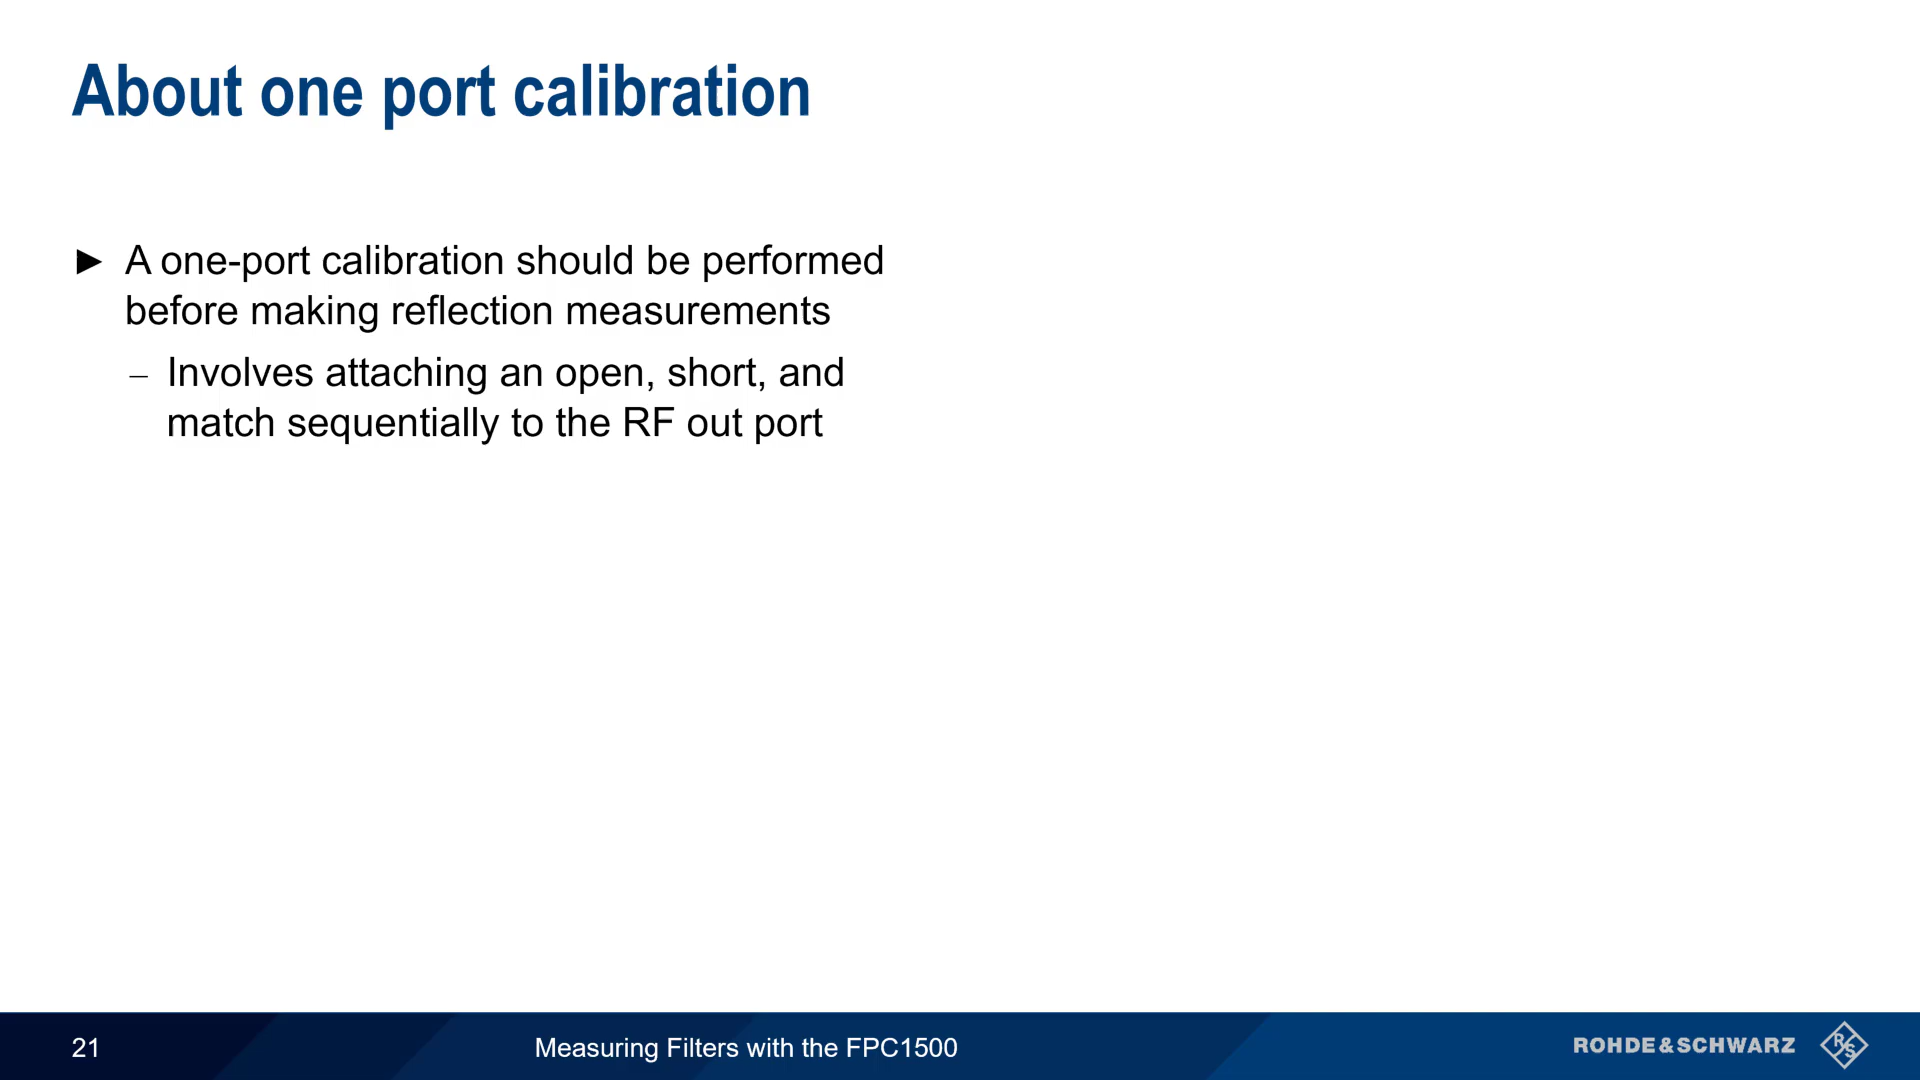 About one port calibration
► A one-port calibration should be performed
before making reflection measurements
– Involves attaching an open, short, and
match sequentially to the RF out port
21
Measuring Filters with the FPC1500
ROHDE&SCHWARZ
R&S